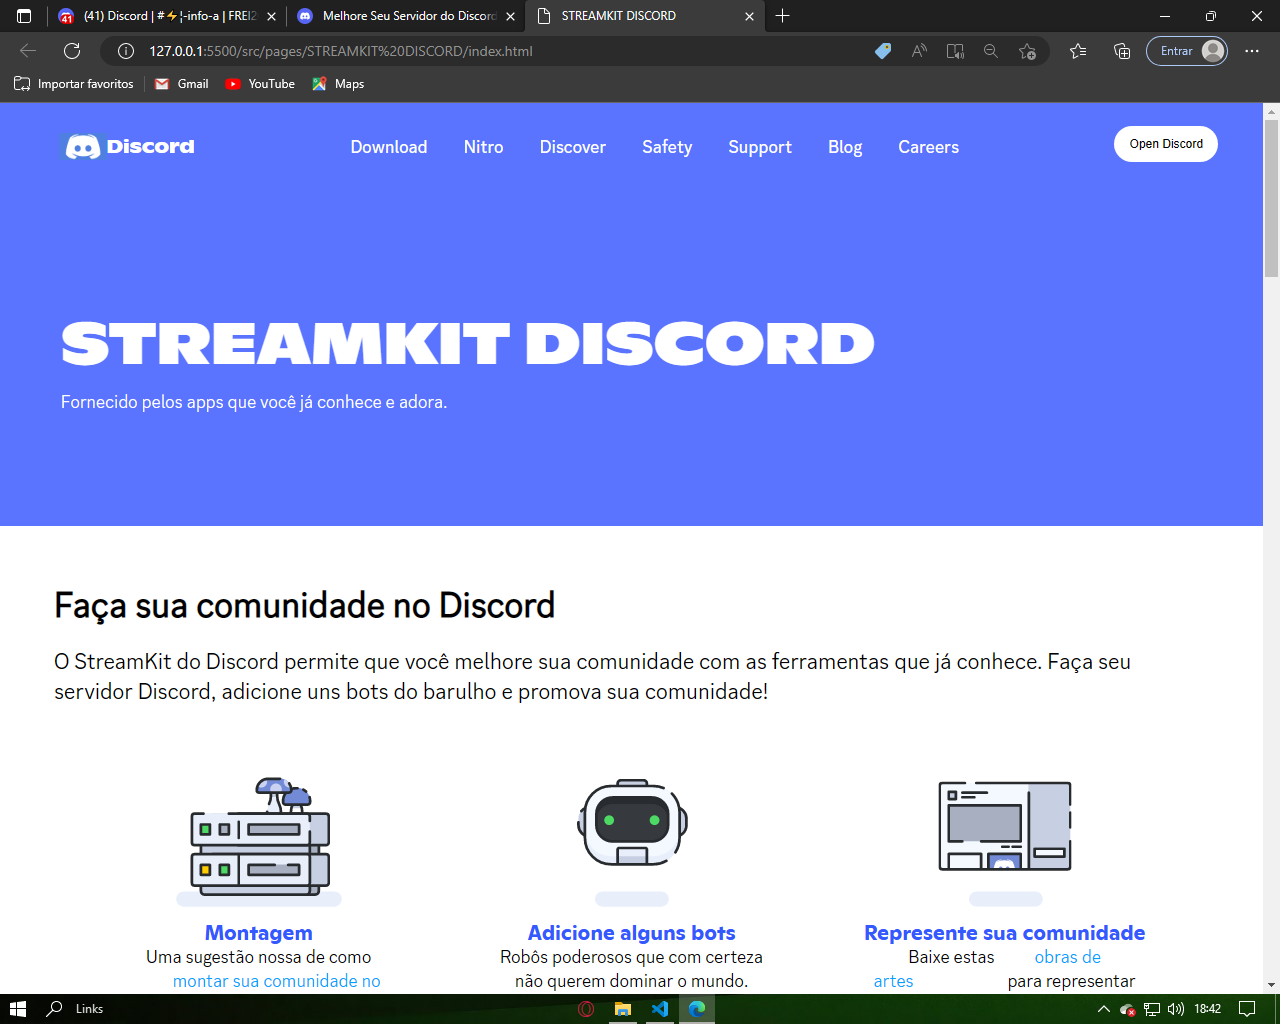 (41) Discord | #⚡¦-info-a | FREI2
Melhore Seu Servidor do Discord
STREAMKIT DISCORD
127.0.0.1:5500/src/pages/STREAMKIT%20DISCORD/index.html
Entrar
Importar favoritos
Gmail
YouTube
Maps
Discord
Download
Nitro
Discover
Safety
Support
Blog
Careers
Open Discord
STREAMKIT DISCORD
Fornecido pelos apps que você já conhece e adora.
Faça sua comunidade no Discord
O StreamKit do Discord permite que você melhore sua comunidade com as ferramentas que já conhece. Faça seu
servidor Discord, adicione uns bots do barulho e promova sua comunidade!
Montagem
Uma sugestão nossa de como
montar sua comunidade no
Adicione alguns bots
Robôs poderosos que com certeza
não querem dominar o mundo.
Represente sua comunidade
Baixe estas obras de
artes para representar
Links
18:42